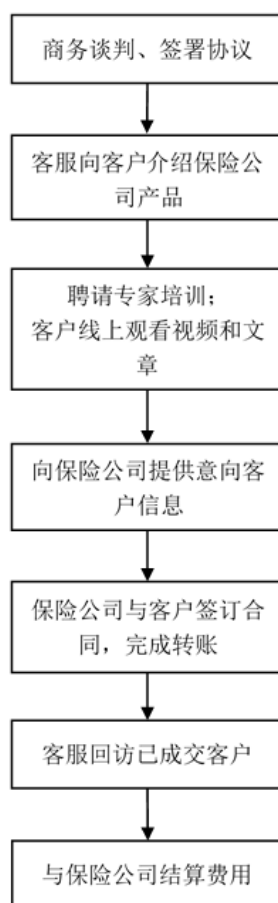 商务谈判、签署协议
客服向客户介绍保险公
司产品
聘请专家培训;
客户线上观看视频和文
章
向保险公司提供意向客
户信息
保险公司与客户签订合
同，完成转账
客服回访已成交客户
与保险公司结算费用